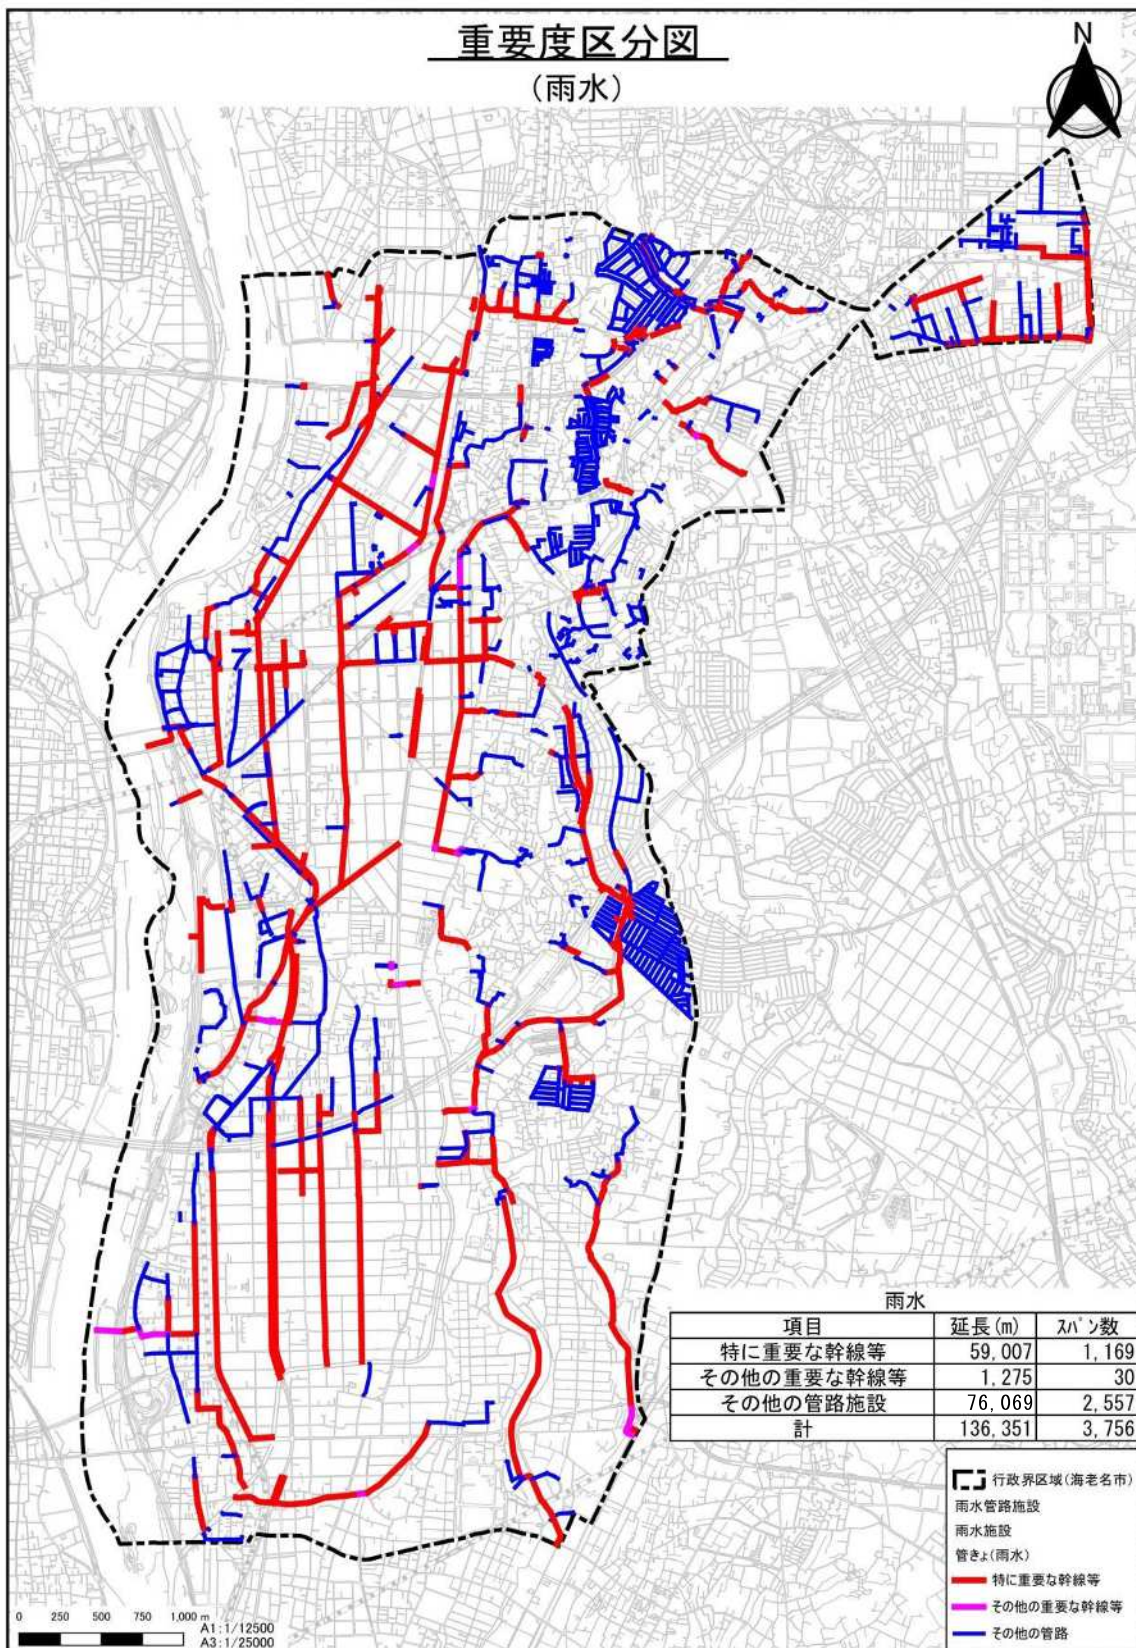 重要度区分図
(雨水)
N
雨水
項目 延長(m) スパン数
特に重要な幹線等 59,007 1,169
その他の重要な幹線等 1,275 30
その他の管路施設 76,069 2,557
計 136,351 3,756
行政界区域(海老名市)
雨水管路施設
雨水施設
管きょ(雨水)
特に重要な幹線等
その他の重要な幹線等
その他の管路
0 250 500 750 1,000 m
A1:1/12500
A3:1/25000